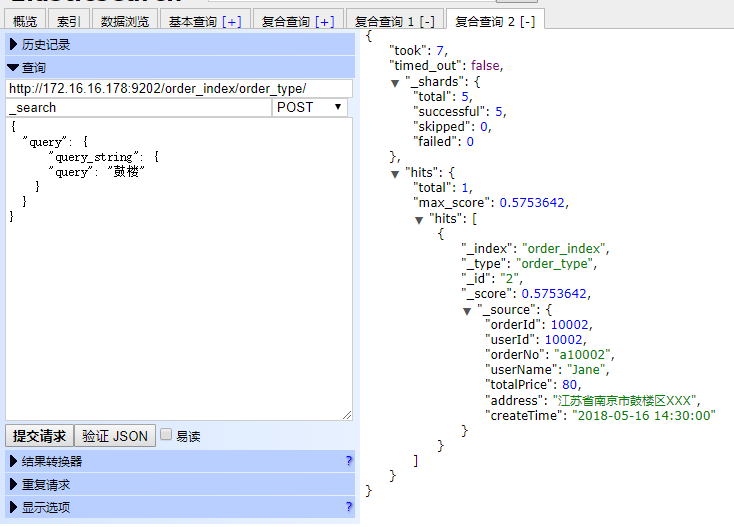 概览 索引 数据浏览 基本查询 [+] 复合查询 [+] 复合查询 1 [-] 复合查询 2 [-]
历史记录
查询
http://172.16.16.178:9202/order_index/order_type/
_search POST
{
"query": {
"query_string": {
"query": "鼓楼"
}
}
}
提交请求 验证 JSON 易读
结果转换器 ?
重复请求
显示选项 ?
{
"took": 7,
"timed_out": false,
"_shards": {
"total": 5,
"successful": 5,
"skipped": 0,
"failed": 0
},
"hits": {
"total": 1,
"max_score": 0.5753642,
"hits": [
{
"_index": "order_index",
"_type": "order_type",
"_id": "2",
"_score": 0.5753642,
"_source": {
"orderId": 10002,
"userId": 10002,
"orderNo": "a10002",
"userName": "Jane",
"totalPrice": 80,
"address": "江苏省南京市鼓楼区XXX",
"createTime": "2018-05-16 14:30:00"
}
}
]
}
}